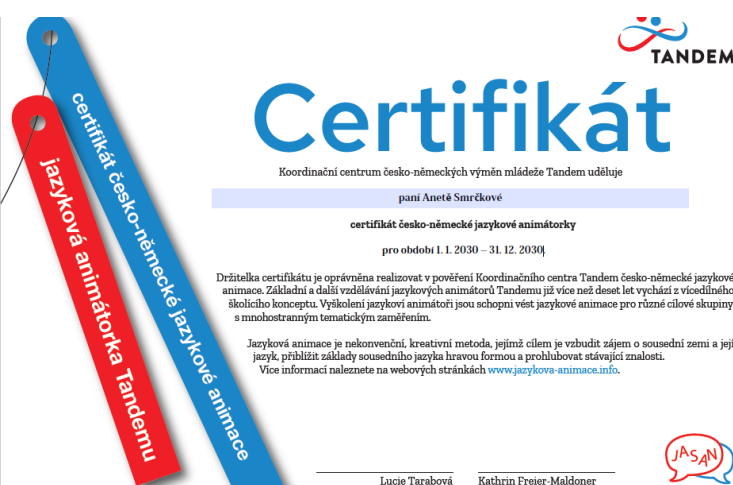 TANDEM
Certifikát
Koordinační centrum česko-německých výměn mládeže Tandem uděluje
paní Anetě Smrčkové
certifikát česko-německé jazykové animátorky
pro období 1. 1. 2030 – 31. 12. 2030
Držitelka certifikátu je oprávněna realizovat v pověření Koordinačního centra Tandem česko-německé jazykové
animace. Základní a další vzdělávání jazykových animátorů Tandemu již více než deset let vychází z vícedílného
školicího konceptu. Vyškolení jazykoví animátoři jsou schopni vést jazykové animace pro různé cílové skupiny
s mnohostranným tematickým zaměřením.
Jazyková animace je nekonvenční, kreativní metoda, jejímž cílem je vzbudit zájem o sousední zemi a její
jazyk, přiblížit základy sousedního jazyka hravou formou a prohlubovat stávající znalosti.
Více informací naleznete na webových stránkách www.jazykova-animace.info.
certifikát česko-německé jazykové animace
jazyková animátorka Tandemu
Lucie Tarabová
Kathrin Freier-Maldoner
JASAN